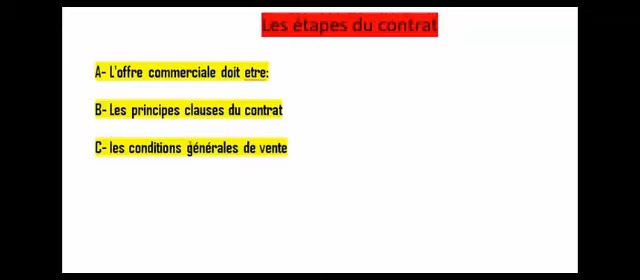 Les étapes du contrat
A- L'offre commerciale doit etre:
B- Les principes clauses du contrat
C- les conditions générales de vente